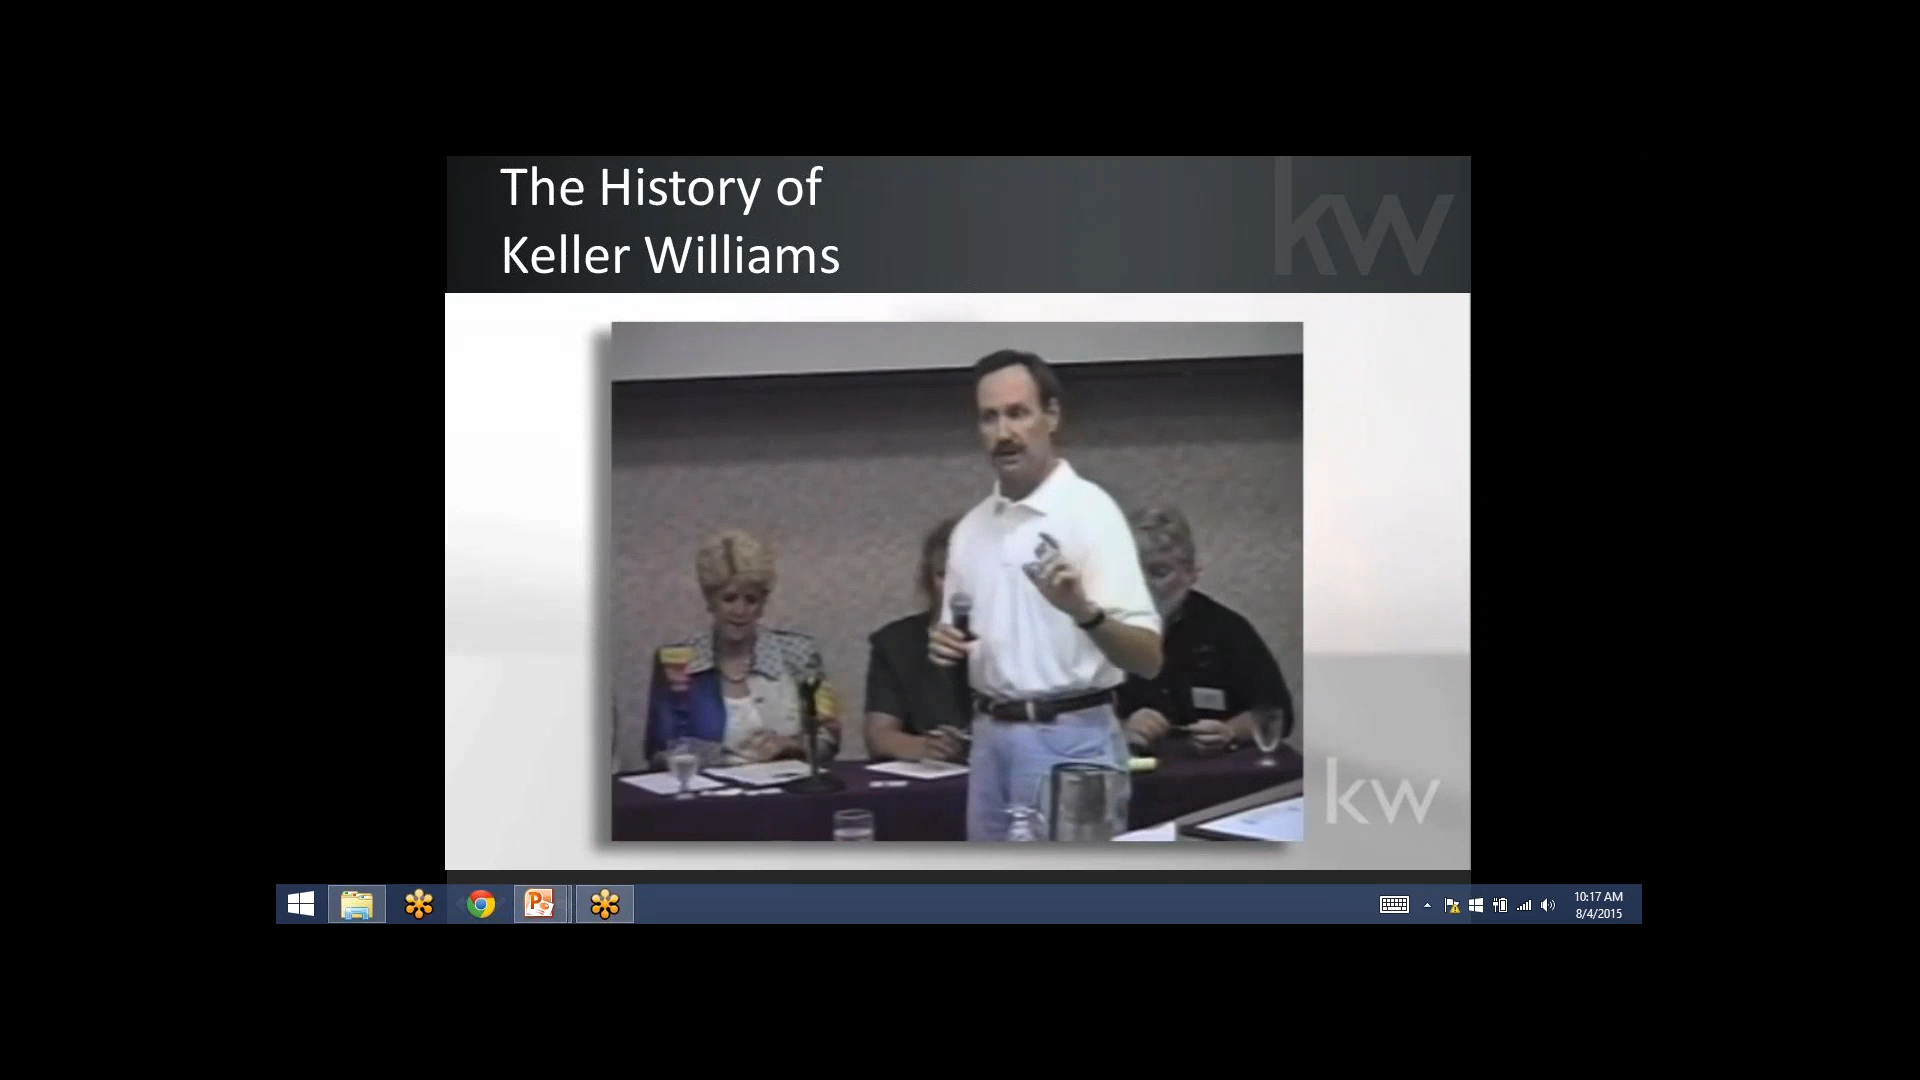 The History of
Keller Williams
kw
kw
10:17 AM
8/4/2015